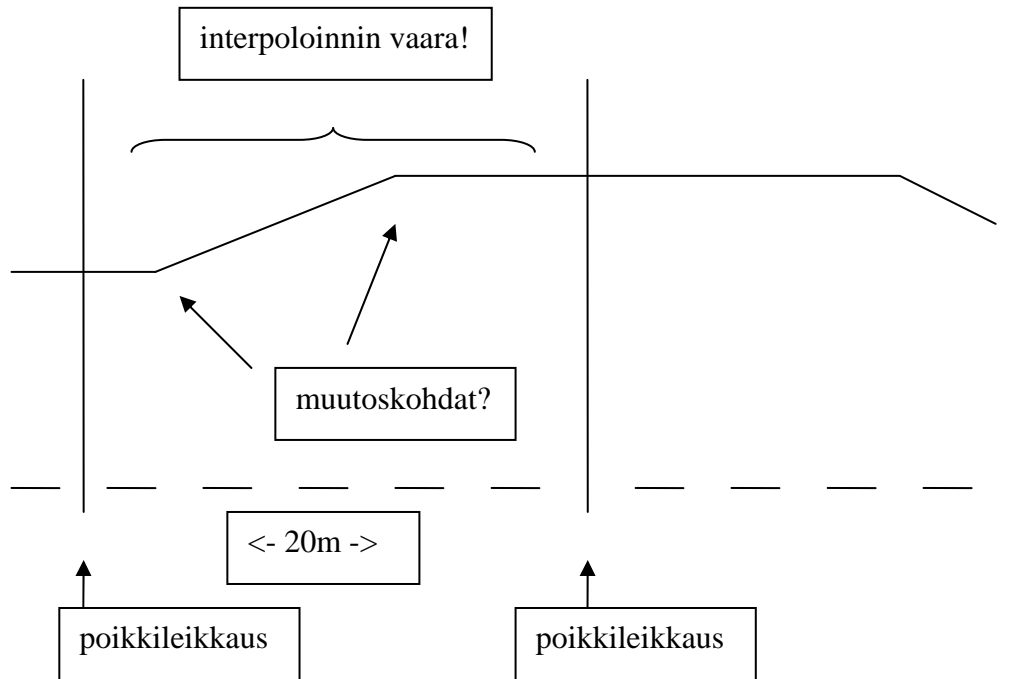 interpoloinnin vaara!
muutoskohdat?
<- 20m ->
poikkileikkaus
poikkileikkaus